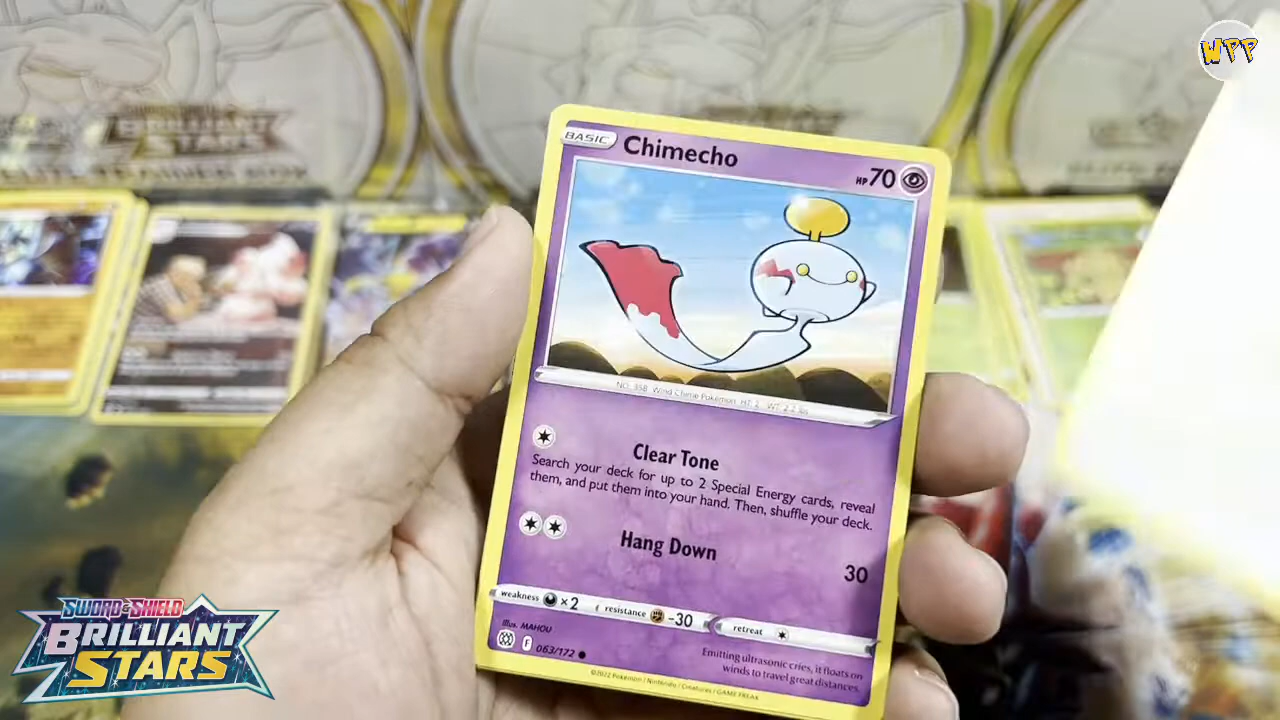 WPP
BRILLIANT
STARS
BASIC
Chimecho
HP 70
NO. 358 Wind Chime Pokémon HT: 2 WT: 2.2 lbs
Clear Tone
Search your deck for up to 2 Special Energy cards, reveal
them, and put them into your hand. Then, shuffle your deck.
Hang Down
30
weakness ×2 resistance -30 retreat
Illus. MAHOU
F 063/172
Emitting ultrasonic cries, it floats on
winds to travel great distances.
©2022 Pokémon / Nintendo / Creatures / GAME FREAK
SWORD & SHIELD
BRILLIANT
STARS